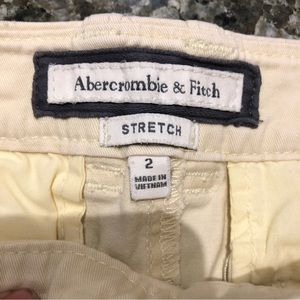 Abercrombie & Fitch
STRETCH
2
MADE IN
VIETNAM